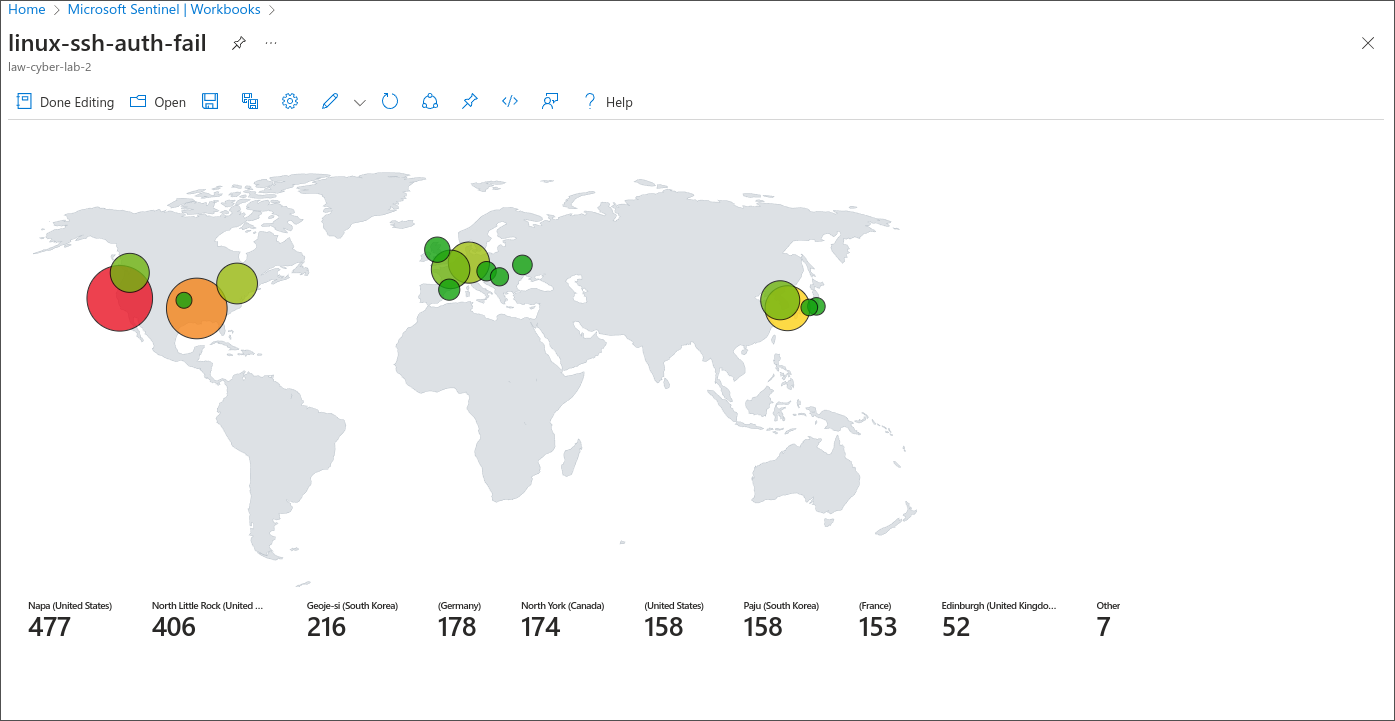 Home > Microsoft Sentinel | Workbooks >
linux-ssh-auth-fail
...
law-cyber-lab-2
Done Editing Open </> ? Help
Napa (United States) North Little Rock (United ... Geoje-si (South Korea) (Germany) North York (Canada) (United States) Paju (South Korea) (France) Edinburgh (United Kingdo... Other
477 406 216 178 174 158 158 153 52 7